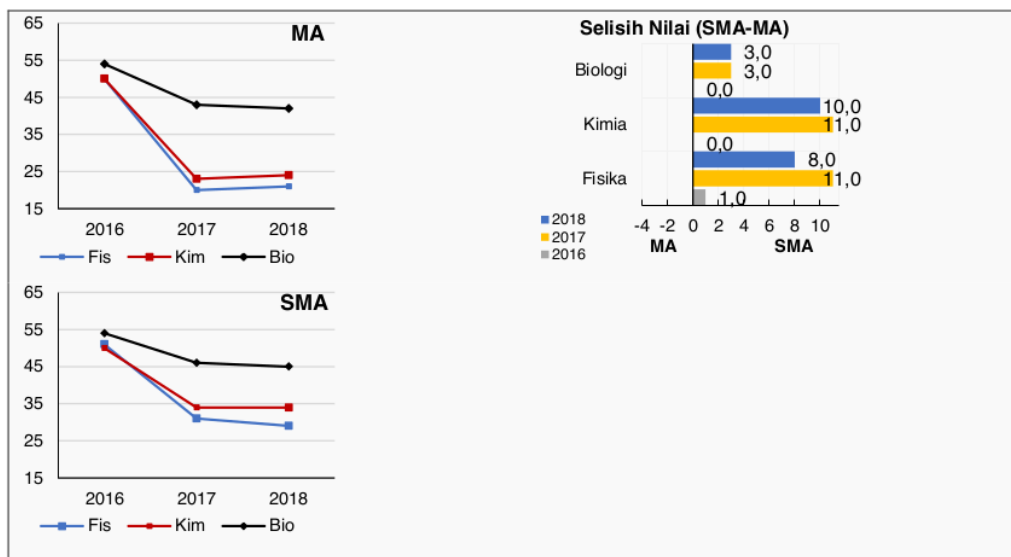 MA
65
55
45
35
25
15
2016 2017 2018
Fis Kim Bio
Selisih Nilai (SMA-MA)
Biologi
3,0
3,0
0,0
Kimia
10,0
11,0
0,0
Fisika
8,0
11,0
1,0
-4 -2 0 2 4 6 8 10
MA SMA
2018
2017
2016
SMA
65
55
45
35
25
15
2016 2017 2018
Fis Kim Bio